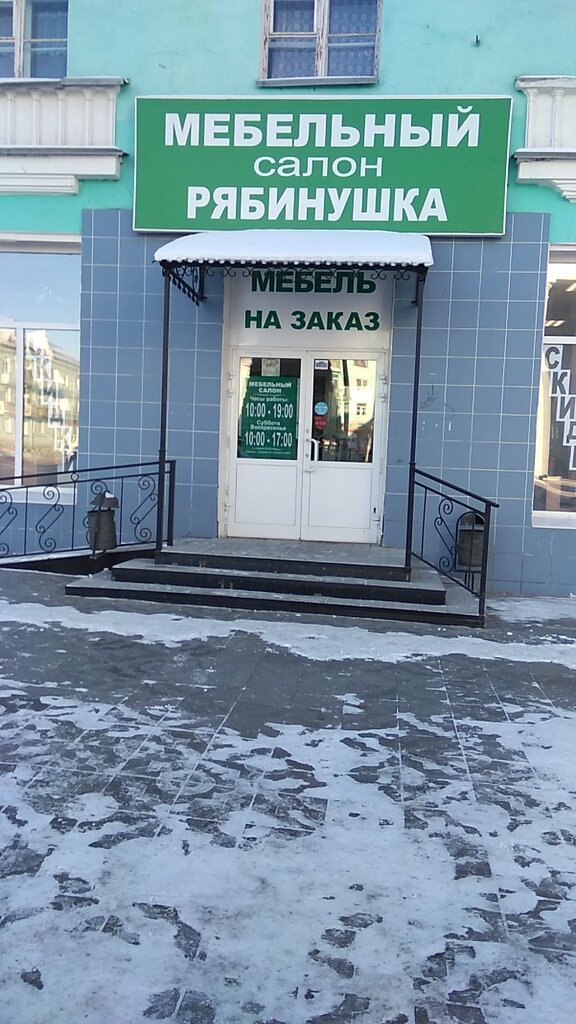 МЕБЕЛЬНЫЙ
салон
РЯБИНУШКА
МЕБЕЛЬ
НА ЗАКАЗ
МЕБЕЛЬНЫЙ
САЛОН
Часы работы:
10:00 - 19:00
Суббота
Воскресенье
10:00 - 17:00
СКИДКИ